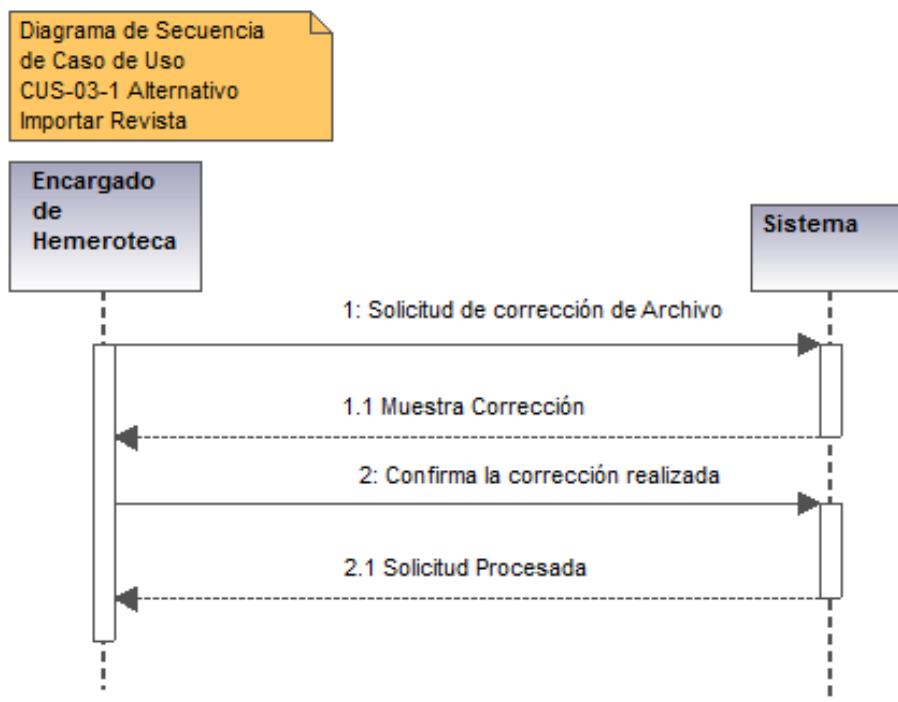 Diagrama de Secuencia
de Caso de Uso
CUS-03-1 Alternativo
Importar Revista
Encargado
de
Hemeroteca
Sistema
1: Solicitud de corrección de Archivo
1.1 Muestra Corrección
2: Confirma la corrección realizada
2.1 Solicitud Procesada